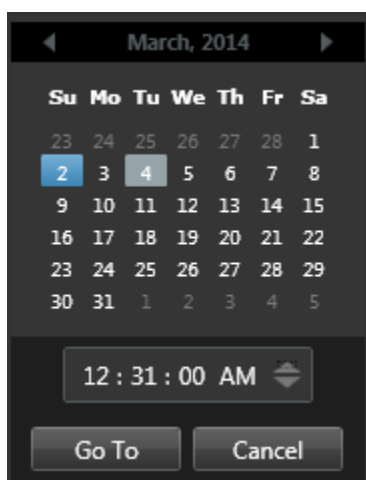 March, 2014
Su Mo Tu We Th Fr Sa
23 24 25 26 27 28 1
2 3 4 5 6 7 8
9 10 11 12 13 14 15
16 17 18 19 20 21 22
23 24 25 26 27 28 29
30 31 1 2 3 4 5
12 : 31 : 00 AM
Go To Cancel